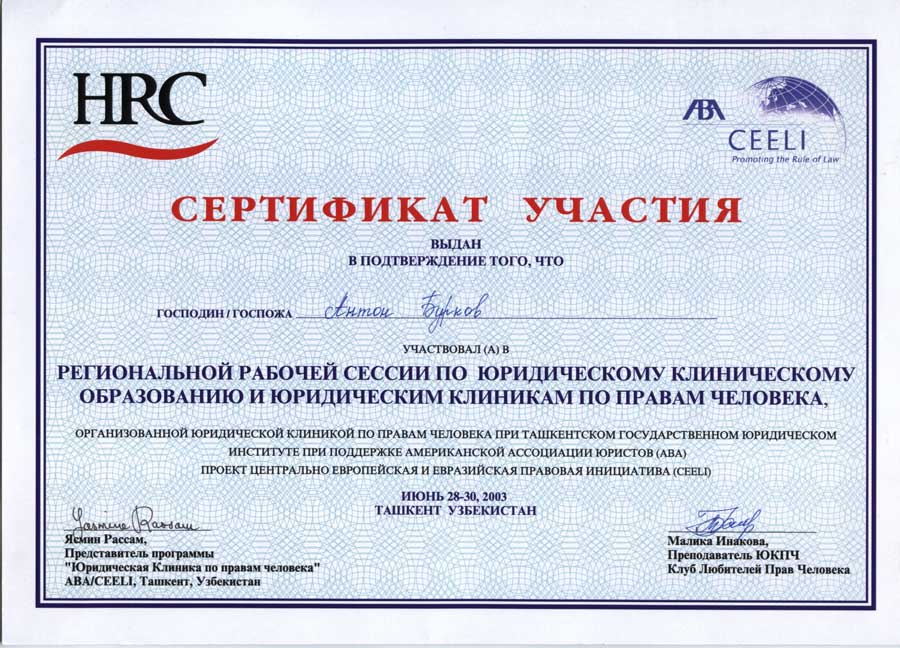 HRC
ABA
CEELI
Promoting the Rule of Law
СЕРТИФИКАТ УЧАСТИЯ
ВЫДАН
В ПОДТВЕРЖДЕНИЕ ТОГО, ЧТО
ГОСПОДИН / ГОСПОЖА Антон Бурков
УЧАСТВОВАЛ (А) В
РЕГИОНАЛЬНОЙ РАБОЧЕЙ СЕССИИ ПО ЮРИДИЧЕСКОМУ КЛИНИЧЕСКОМУ
ОБРАЗОВАНИЮ И ЮРИДИЧЕСКИМ КЛИНИКАМ ПО ПРАВАМ ЧЕЛОВЕКА,
ОРГАНИЗОВАННОЙ ЮРИДИЧЕСКОЙ КЛИНИКОЙ ПО ПРАВАМ ЧЕЛОВЕКА ПРИ ТАШКЕНТСКОМ ГОСУДАРСТВЕННОМ ЮРИДИЧЕСКОМ
ИНСТИТУТЕ ПРИ ПОДДЕРЖКЕ АМЕРИКАНСКОЙ АССОЦИАЦИИ ЮРИСТОВ (АВА)
ПРОЕКТ ЦЕНТРАЛЬНО ЕВРОПЕЙСКАЯ И ЕВРАЗИЙСКАЯ ПРАВОВАЯ ИНИЦИАТИВА (CEELI)
ИЮНЬ 28-30, 2003
ТАШКЕНТ УЗБЕКИСТАН
Yasmine Rassam
Ясмин Рассам,
Представитель программы
"Юридическая Клиника по правам человека"
ABA/CEELI, Ташкент, Узбекистан
Малика Инакова,
Преподаватель ЮКПЧ
Клуб Любителей Прав Человека